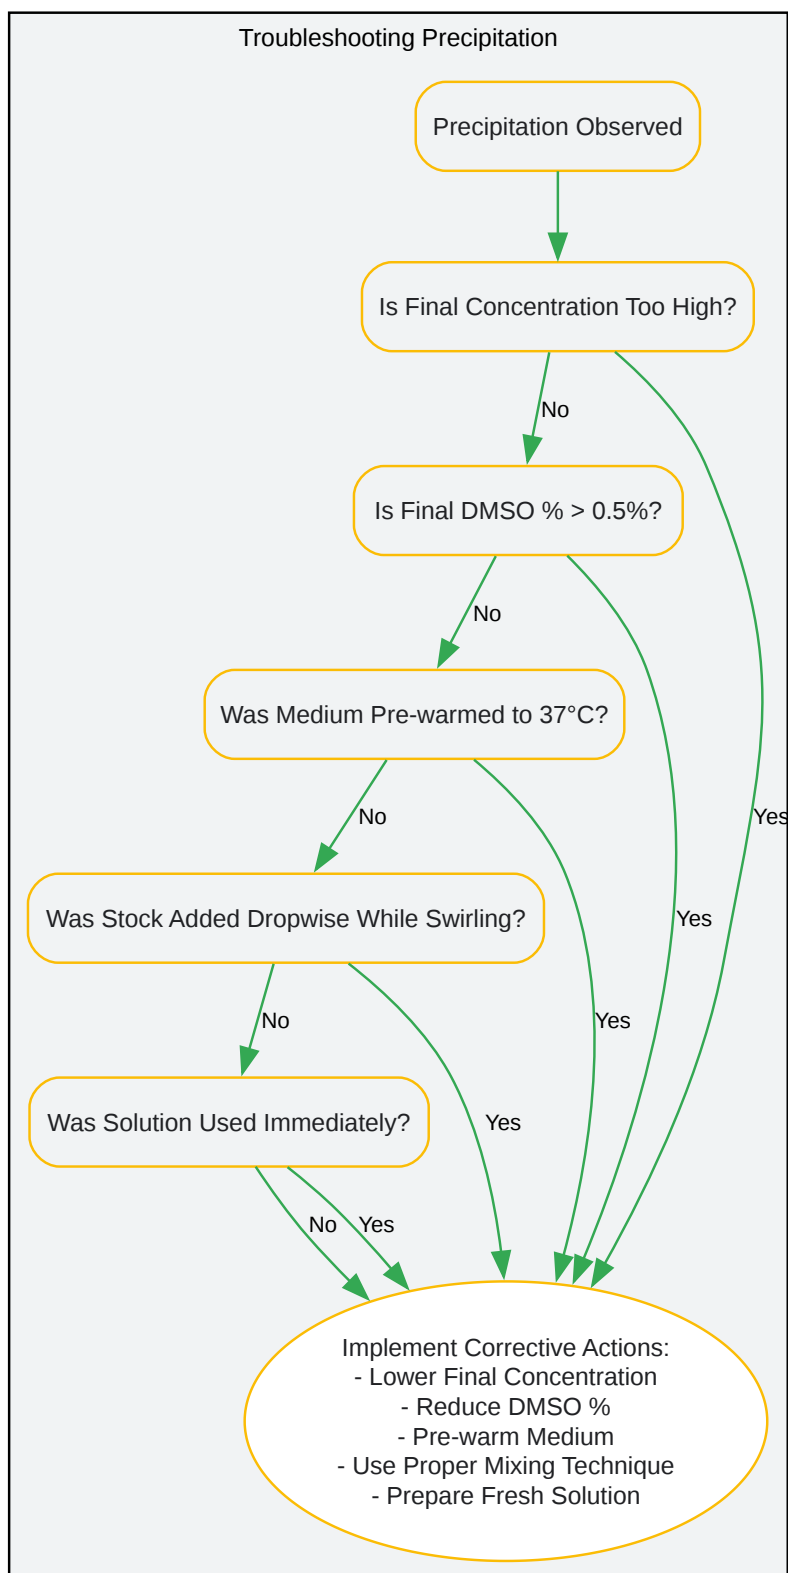 Troubleshooting Precipitation
Precipitation Observed
Is Final Concentration Too High?
No
Is Final DMSO % > 0.5%?
No
Was Medium Pre-warmed to 37°C?
No
Yes
Was Stock Added Dropwise While Swirling?
Yes
No
Yes
Was Solution Used Immediately?
Yes
No
Yes
Implement Corrective Actions:
- Lower Final Concentration
- Reduce DMSO %
- Pre-warm Medium
- Use Proper Mixing Technique
- Prepare Fresh Solution